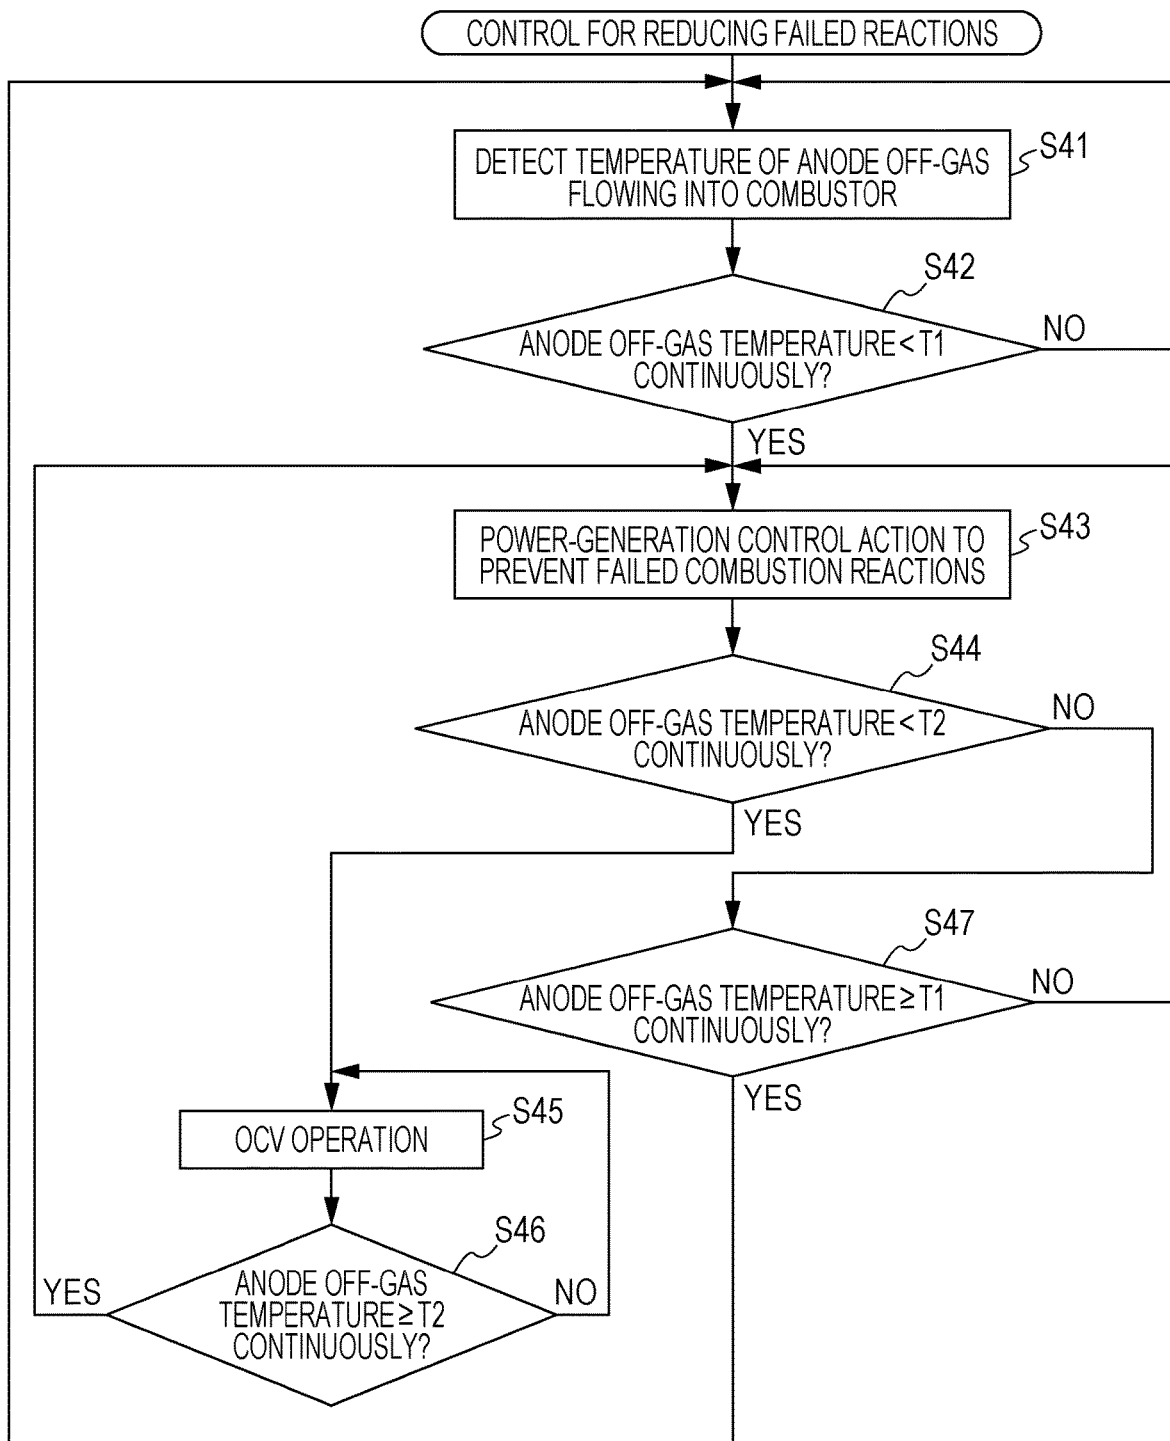 CONTROL FOR REDUCING FAILED REACTIONS
S41
DETECT TEMPERATURE OF ANODE OFF-GAS
FLOWING INTO COMBUSTOR
S42
ANODE OFF-GAS TEMPERATURE < T1
CONTINUOUSLY?
NO
YES
S43
POWER-GENERATION CONTROL ACTION TO
PREVENT FAILED COMBUSTION REACTIONS
S44
ANODE OFF-GAS TEMPERATURE < T2
CONTINUOUSLY?
NO
YES
S47
ANODE OFF-GAS TEMPERATURE ≥ T1
CONTINUOUSLY?
NO
YES
S45
OCV OPERATION
S46
ANODE OFF-GAS
TEMPERATURE ≥ T2
CONTINUOUSLY?
YES
NO